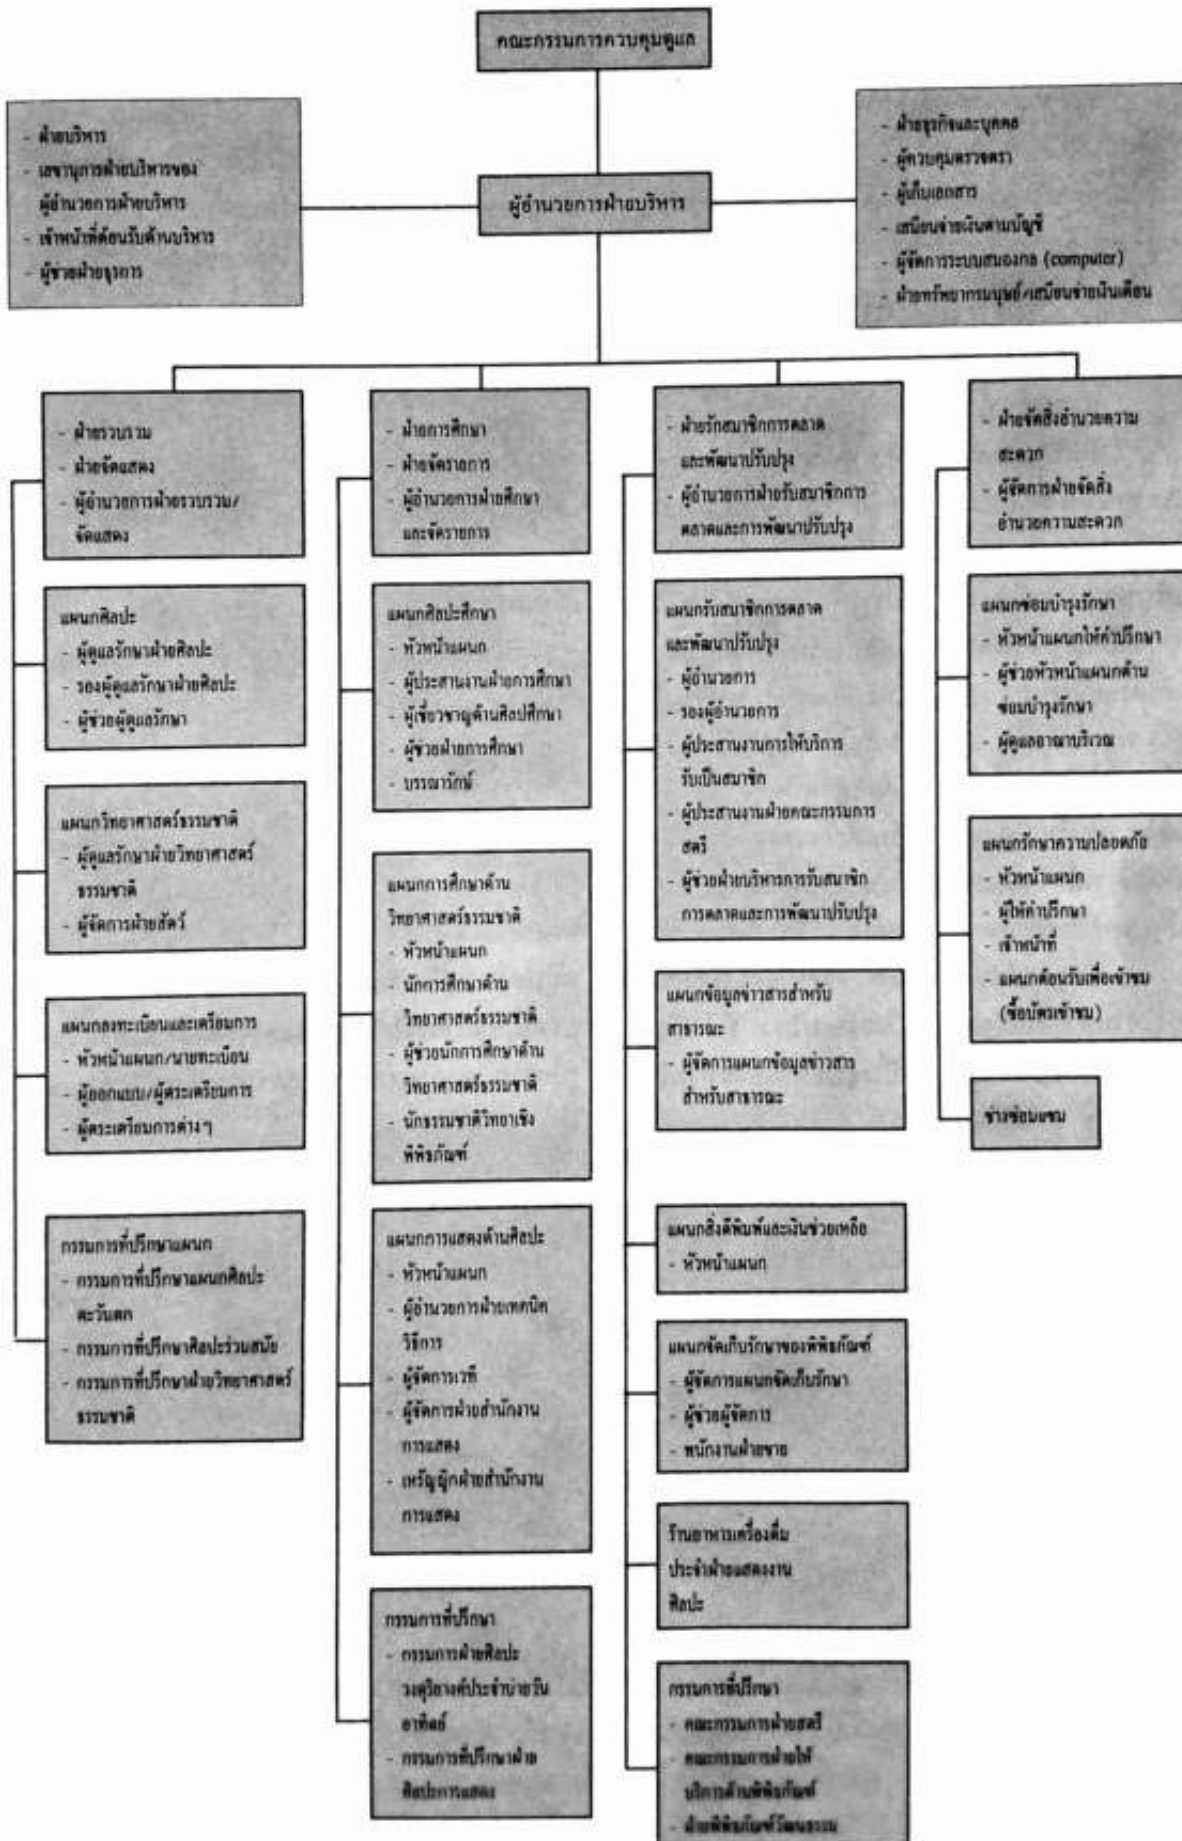 คณะกรรมการควบคุมดูแล
- ฝ่ายบริหาร
- เลขานุการฝ่ายบริหารของ
ผู้อำนวยการฝ่ายบริหาร
- เจ้าหน้าที่ต้อนรับด้านบริหาร
- ผู้ช่วยฝ่ายธุรการ
ผู้อำนวยการฝ่ายบริหาร
- ฝ่ายธุรกิจและบุคคล
- ผู้ควบคุมตรวจตรา
- ผู้เก็บเอกสาร
- เสมียนจ่ายเงินตามบัญชี
- ผู้จัดการระบบสมองกล (computer)
- ฝ่ายทรัพยากรมนุษย์/เสมียนจ่ายเงินเดือน
- ฝ่ายรวบรวม
- ฝ่ายจัดแสดง
- ผู้อำนวยการฝ่ายรวบรวม/
จัดแสดง
แผนกศิลปะ
- ผู้ดูแลรักษาฝ่ายศิลปะ
- รองผู้ดูแลรักษาฝ่ายศิลปะ
- ผู้ช่วยผู้ดูแลรักษา
แผนกวิทยาศาสตร์ธรรมชาติ
- ผู้ดูแลรักษาฝ่ายวิทยาศาสตร์
ธรรมชาติ
- ผู้จัดการฝ่ายสัตว์
แผนกลงทะเบียนและเตรียมการ
- หัวหน้าแผนก/นายทะเบียน
- ผู้ออกแบบ/ผู้ตระเตรียมการ
- ผู้ตระเตรียมการต่างๆ
กรรมการที่ปรึกษาแผนก
- กรรมการที่ปรึกษาแผนกศิลปะ
ตะวันตก
- กรรมการที่ปรึกษาศิลปะร่วมสมัย
- กรรมการที่ปรึกษาฝ่ายวิทยาศาสตร์
ธรรมชาติ
- ฝ่ายการศึกษา
- ฝ่ายจัดรายการ
- ผู้อำนวยการฝ่ายศึกษา
และจัดรายการ
แผนกศิลปะศึกษา
- หัวหน้าแผนก
- ผู้ประสานงานฝ่ายการศึกษา
- ผู้เชี่ยวชาญด้านศิลปศึกษา
- ผู้ช่วยฝ่ายการศึกษา
- บรรณารักษ์
แผนกการศึกษาด้าน
วิทยาศาสตร์ธรรมชาติ
- หัวหน้าแผนก
- นักการศึกษาด้าน
วิทยาศาสตร์ธรรมชาติ
- ผู้ช่วยนักการศึกษาด้าน
วิทยาศาสตร์ธรรมชาติ
- นักธรรมชาติวิทยาเชิง
พิพิธภัณฑ์
แผนกการแสดงด้านศิลปะ
- หัวหน้าแผนก
- ผู้อำนวยการฝ่ายเทคนิค
วิธีการ
- ผู้จัดการเวที
- ผู้จัดการฝ่ายสำนักงาน
การแสดง
- เหรัญญิกฝ่ายสำนักงาน
การแสดง
กรรมการที่ปรึกษา
- กรรมการฝ่ายศิลปะ
วงดุริยางค์ประจำบ่ายวัน
อาทิตย์
- กรรมการที่ปรึกษาฝ่าย
ศิลปะการแสดง
- ฝ่ายรักสมาชิกการตลาด
และพัฒนาปรับปรุง
- ผู้อำนวยการฝ่ายรับสมาชิกการ
ตลาดและการพัฒนาปรับปรุง
แผนกรับสมาชิกการตลาด
และพัฒนาปรับปรุง
- ผู้อำนวยการ
- รองผู้อำนวยการ
- ผู้ประสานงานการให้บริการ
รับเป็นสมาชิก
- ผู้ประสานงานฝ่ายคณะกรรมการ
สตรี
- ผู้ช่วยฝ่ายบริหารการรับสมาชิก
การตลาดและการพัฒนาปรับปรุง
แผนกข้อมูลข่าวสารสำหรับ
สาธารณะ
- ผู้จัดการแผนกข้อมูลข่าวสาร
สำหรับสาธารณะ
แผนกสิ่งตีพิมพ์และเงินช่วยเหลือ
- หัวหน้าแผนก
แผนกจัดเก็บรักษาของพิพิธภัณฑ์
- ผู้จัดการแผนกจัดเก็บรักษา
- ผู้ช่วยผู้จัดการ
- พนักงานฝ่ายขาย
ร้านอาหารเครื่องดื่ม
ประจำฝ่ายแสดงงาน
ศิลปะ
กรรมการที่ปรึกษา
- คณะกรรมการฝ่ายสตรี
- คณะกรรมการฝ่ายให้
บริการด้านพิพิธภัณฑ์
- ฝ่ายพิพิธภัณฑ์วัฒนธรรม
- ฝ่ายจัดสิ่งอำนวยความ
สะดวก
- ผู้จัดการฝ่ายจัดสิ่ง
อำนวยความสะดวก
แผนกซ่อมบำรุงรักษา
- หัวหน้าแผนกให้คำปรึกษา
- ผู้ช่วยหัวหน้าแผนกด้าน
ซ่อมบำรุงรักษา
- ผู้ดูแลอาณาบริเวณ
แผนกรักษาความปลอดภัย
- หัวหน้าแผนก
- ผู้ให้คำปรึกษา
- เจ้าหน้าที่
- แผนกต้อนรับเพื่อเข้าชม
(ซื้อบัตรเข้าชม)
ช่างซ่อมแซม